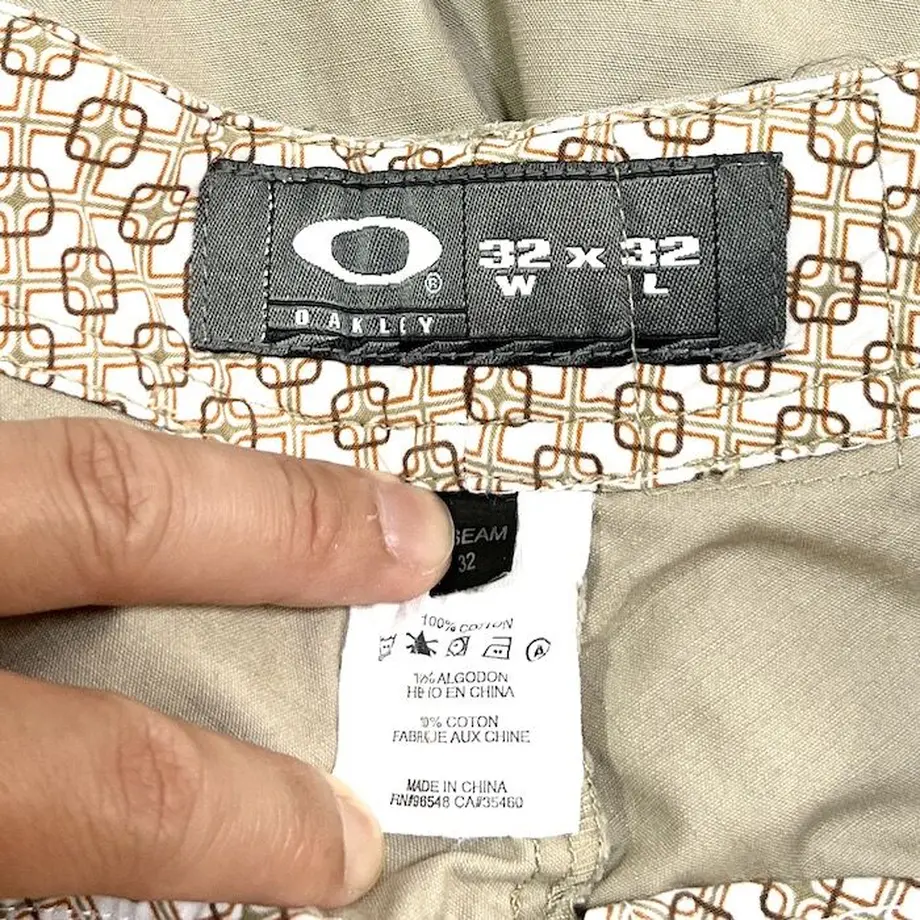 32 x 32
W L
®
OAKLEY
SEAM
32
100% COTTON
ALGODON
EN CHINA
COTON
AUX CHINE
MADE IN CHINA
RN#96548 CA#35460